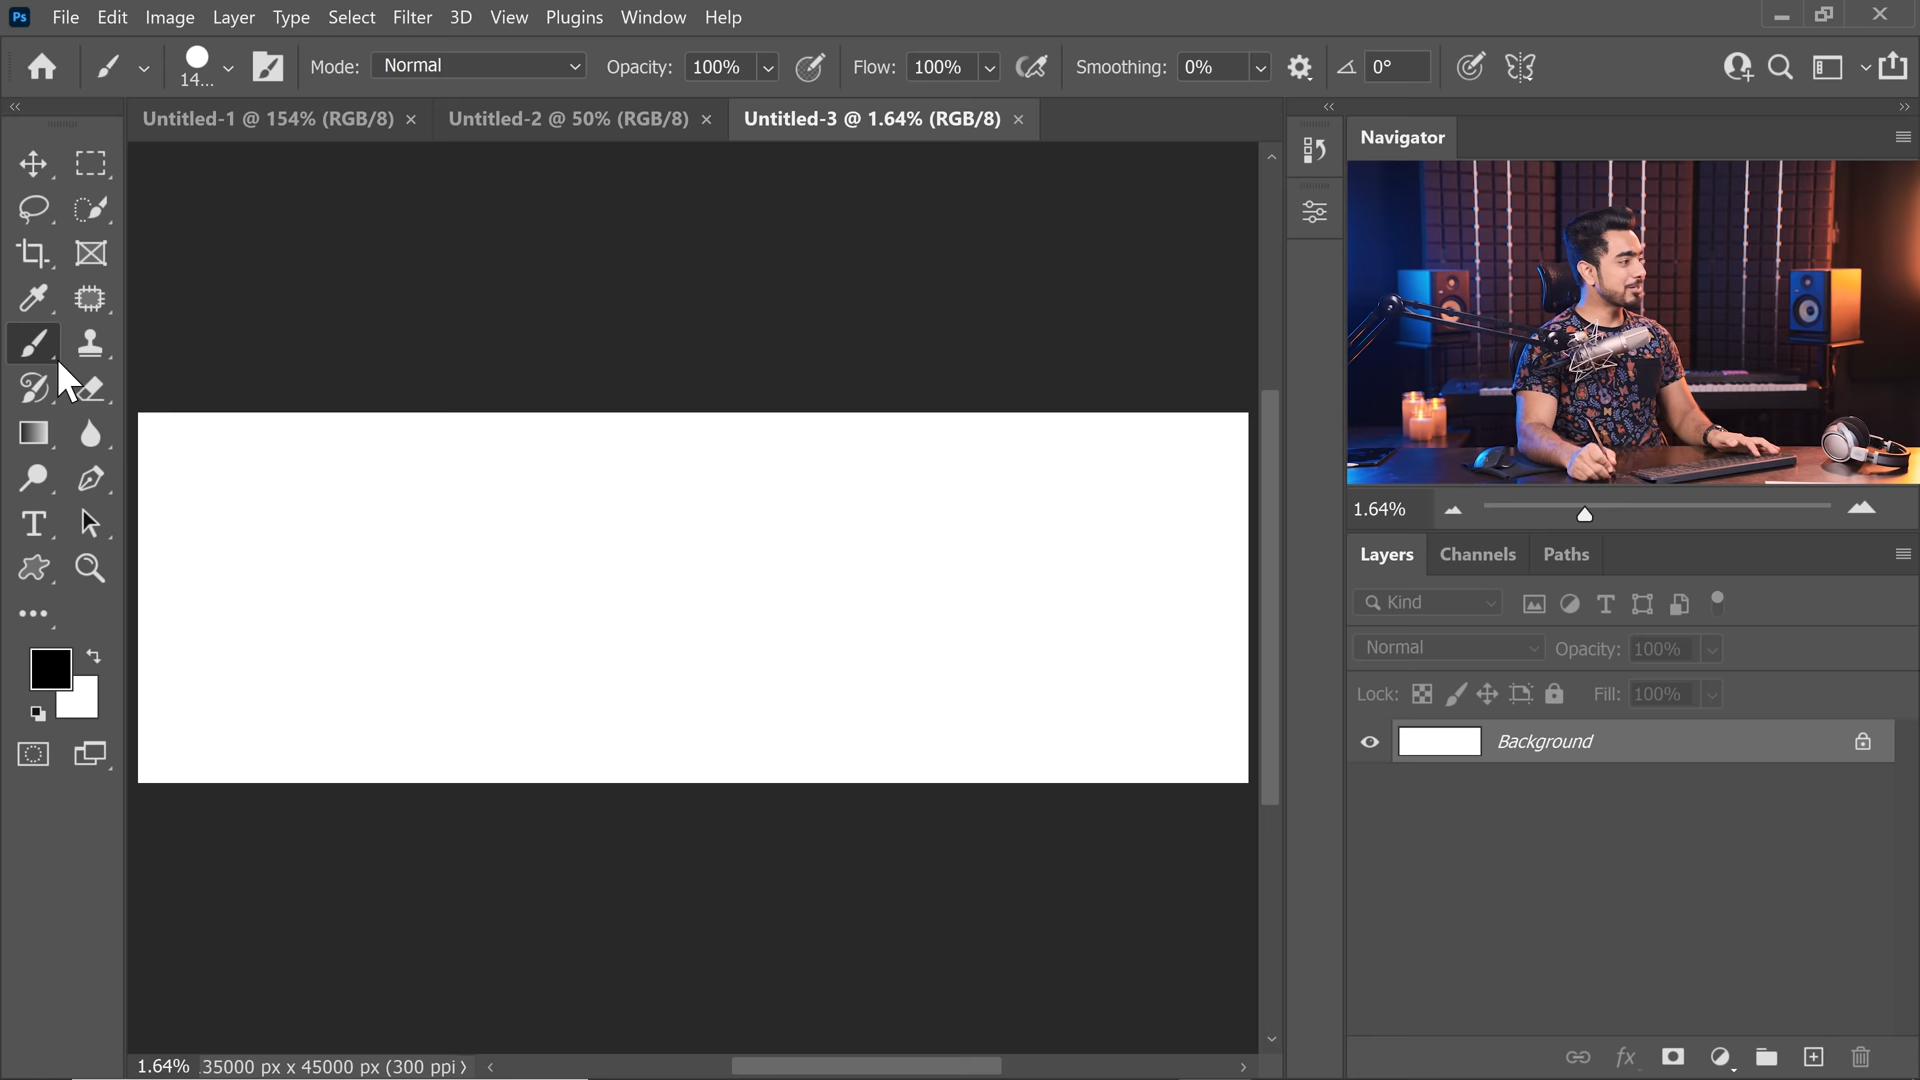 Ps File Edit Image Layer Type Select Filter 3D View Plugins Window Help
14... Mode: Normal Opacity: 100% Flow: 100% Smoothing: 0% 0°
Untitled-1 @ 154% (RGB/8) × Untitled-2 @ 50% (RGB/8) × Untitled-3 @ 1.64% (RGB/8) ×
Navigator
1.64%
Layers Channels Paths
Kind
Normal Opacity: 100%
Lock: Fill: 100%
Background
fx
1.64% 35000 px x 45000 px (300 ppi)